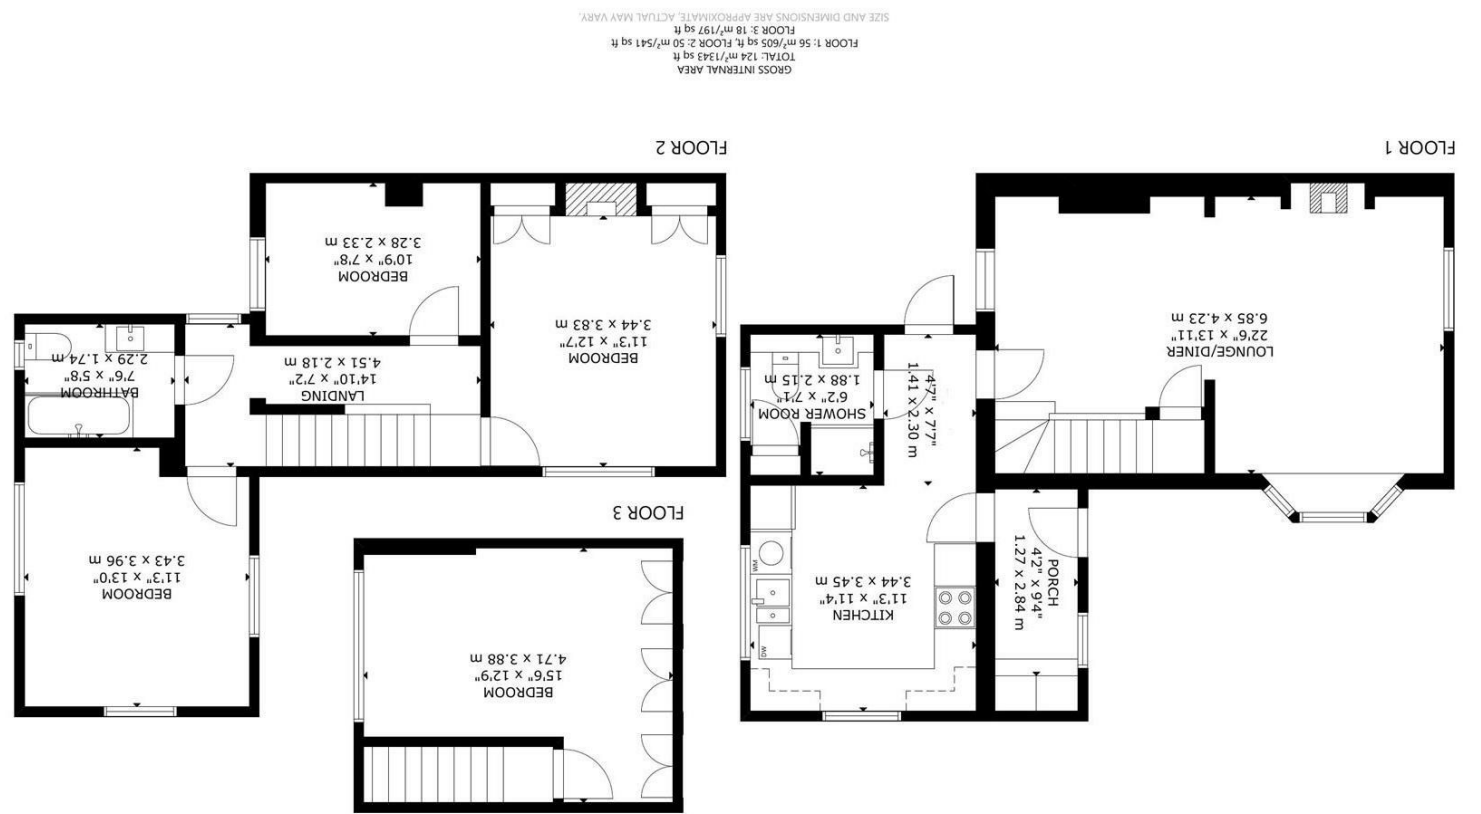 FLOOR 1
LOUNGE/DINER
22'6" x 13'11"
6.85 x 4.23 m
PORCH
4'2" x 9'4"
1.27 x 2.84 m
4'7" x 7'7"
1.41 x 2.30 m
SHOWER ROOM
6'2" x 7'1"
1.88 x 2.15 m
KITCHEN
11'3" x 11'4"
3.44 x 3.45 m
WM
DW
FLOOR 2
BEDROOM
11'3" x 12'7"
3.44 x 3.83 m
BEDROOM
10'9" x 7'8"
3.28 x 2.33 m
LANDING
14'10" x 7'2"
4.51 x 2.18 m
BATHROOM
7'6" x 5'8"
2.29 x 1.74 m
BEDROOM
11'3" x 13'0"
3.43 x 3.96 m
FLOOR 3
BEDROOM
15'6" x 12'9"
4.71 x 3.88 m
GROSS INTERNAL AREA
TOTAL: 124 m²/1343 sq ft
FLOOR 1: 56 m²/605 sq ft, FLOOR 2: 50 m²/541 sq ft
FLOOR 3: 18 m²/197 sq ft
SIZE AND DIMENSIONS ARE APPROXIMATE, ACTUAL MAY VARY.